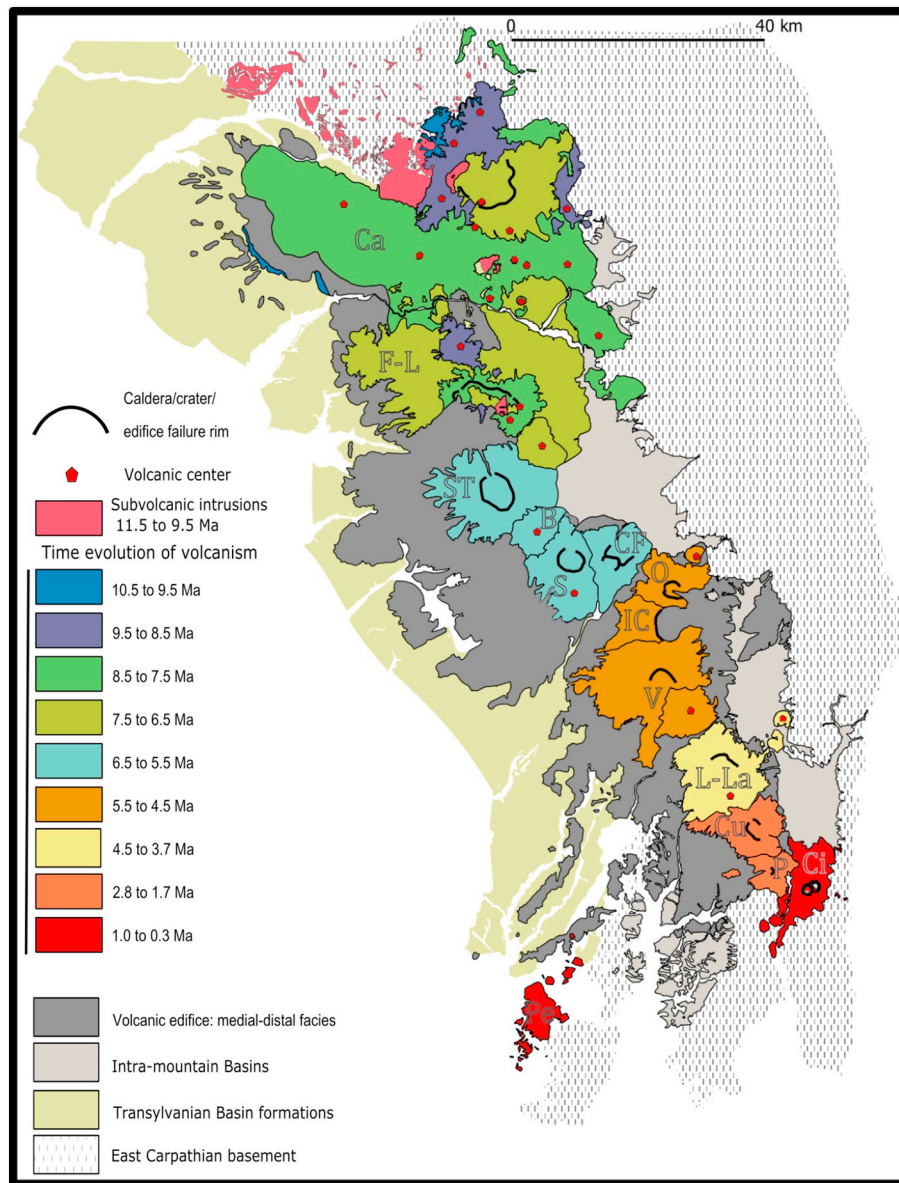 0 40 km
Ca
F-L
Caldera/crater/
edifice failure rim
Volcanic center
ST
Subvolcanic intrusions
11.5 to 9.5 Ma
B
CF
Time evolution of volcanism
O
S
10.5 to 9.5 Ma
IC
9.5 to 8.5 Ma
8.5 to 7.5 Ma
V
7.5 to 6.5 Ma
6.5 to 5.5 Ma
L-La
5.5 to 4.5 Ma
Cu
4.5 to 3.7 Ma
P
Ci
2.8 to 1.7 Ma
1.0 to 0.3 Ma
Pe
Volcanic edifice: medial-distal facies
Intra-mountain Basins
Transylvanian Basin formations
East Carpathian basement